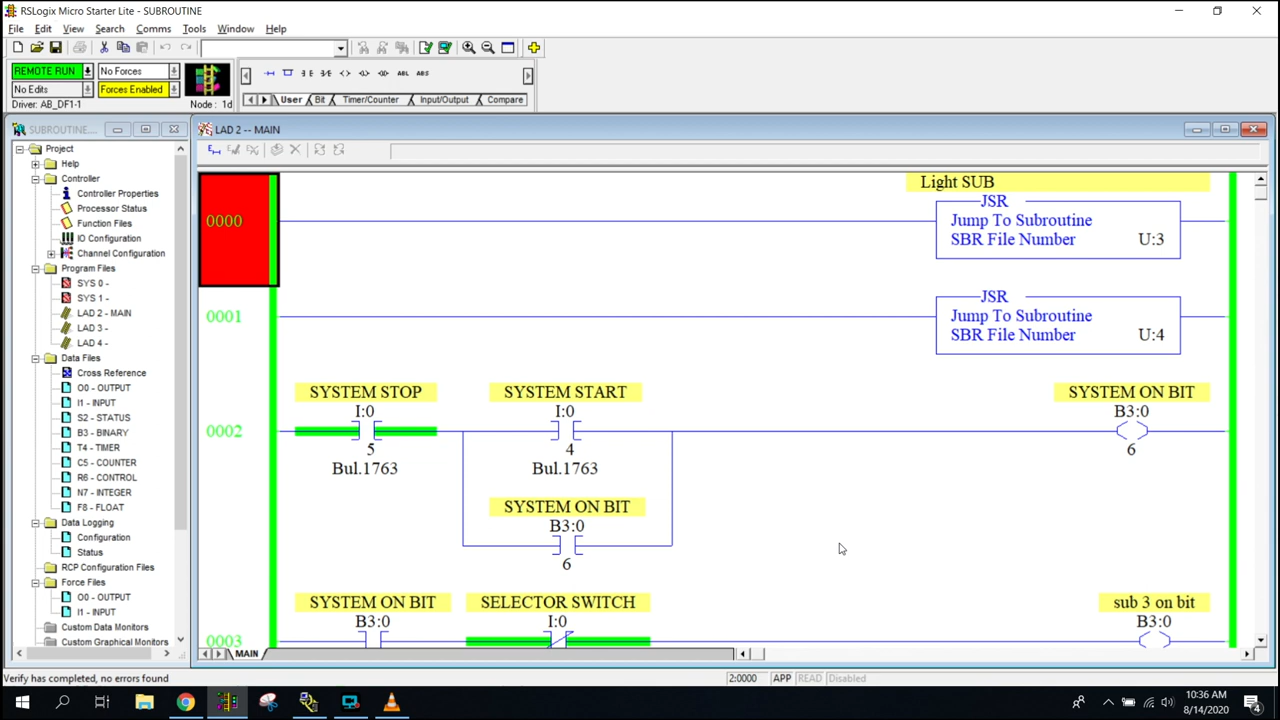 RSLogix Micro Starter Lite - SUBROUTINE
File Edit View Search Comms Tools Window Help
REMOTE RUN No Forces
No Edits Forces Enabled
Driver: AB_DF1-1 Node : 1d
ABL ABS
User Bit Timer/Counter Input/Output Compare
SUBROUTINE...
Project
Help
Controller
Controller Properties
Processor Status
Function Files
IO Configuration
Channel Configuration
Program Files
SYS 0 -
SYS 1 -
LAD 2 - MAIN
LAD 3 -
LAD 4 -
Data Files
Cross Reference
O0 - OUTPUT
I1 - INPUT
S2 - STATUS
B3 - BINARY
T4 - TIMER
C5 - COUNTER
R6 - CONTROL
N7 - INTEGER
F8 - FLOAT
Data Logging
Configuration
Status
RCP Configuration Files
Force Files
O0 - OUTPUT
I1 - INPUT
Custom Data Monitors
Custom Graphical Monitors
LAD 2 -- MAIN
Light SUB
JSR
0000 Jump To Subroutine
SBR File Number U:3
JSR
0001 Jump To Subroutine
SBR File Number U:4
SYSTEM STOP SYSTEM START SYSTEM ON BIT
I:0 I:0 B3:0
0002
5 4 6
Bul.1763 Bul.1763
SYSTEM ON BIT
B3:0
6
SYSTEM ON BIT SELECTOR SWITCH sub 3 on bit
B3:0 I:0 B3:0
0003
MAIN
Verify has completed, no errors found 2:0000 APP READ Disabled
10:36 AM
8/14/2020
4